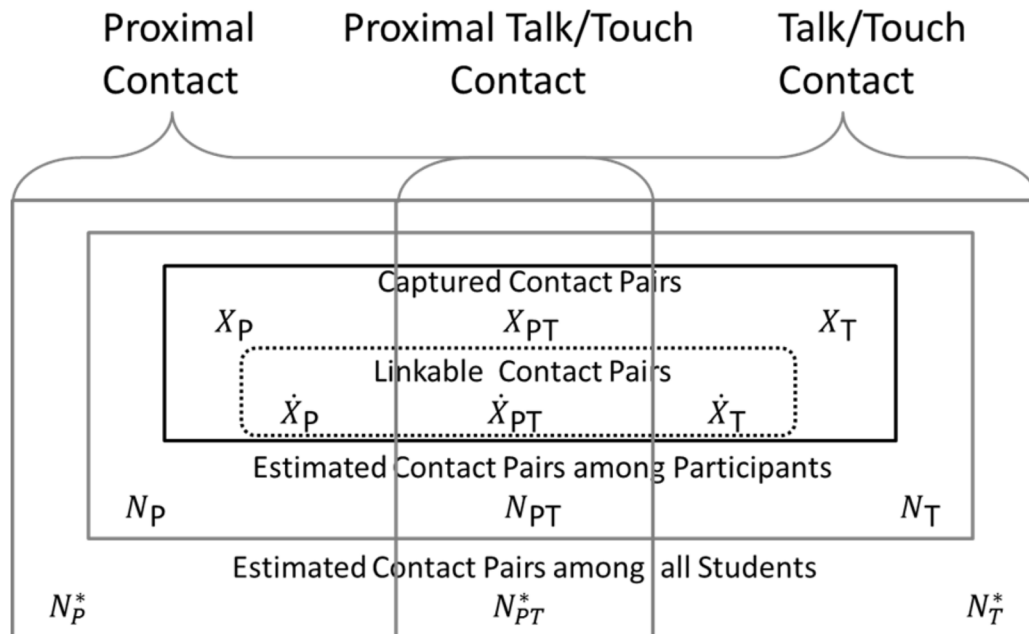 Proximal Contact
Proximal Talk/Touch Contact
Talk/Touch Contact
Captured Contact Pairs
X_P X_PT X_T
Linkable Contact Pairs
Ẋ_P Ẋ_PT Ẋ_T
Estimated Contact Pairs among Participants
N_P N_PT N_T
Estimated Contact Pairs among all Students
N*_P N*_PT N*_T